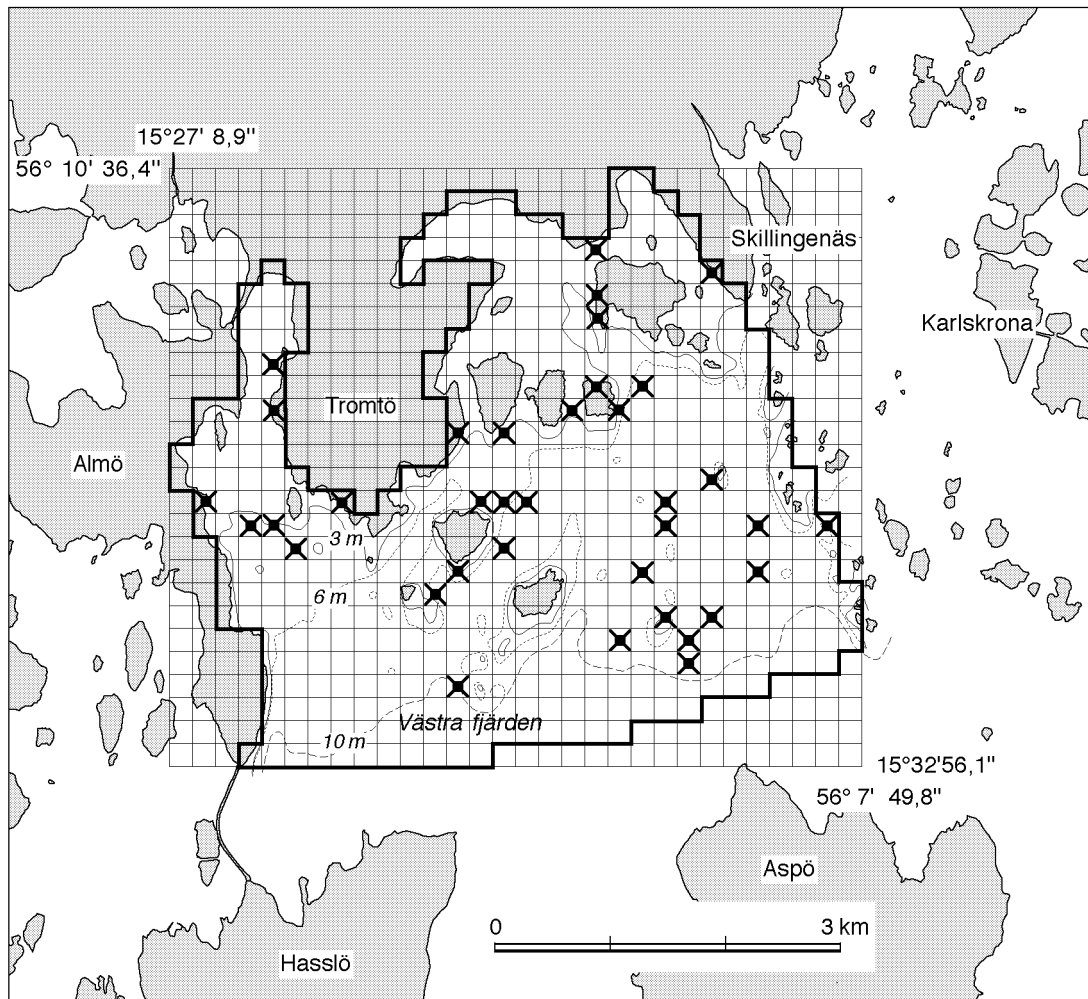 15°27' 8,9"
56° 10' 36,4"
Skillingenäs
Karlskrona
Tromtö
Almö
3 m
6 m
Västra fjärden
10 m
15°32'56,1"
56° 7' 49,8"
Aspö
0 3 km
Hasslö